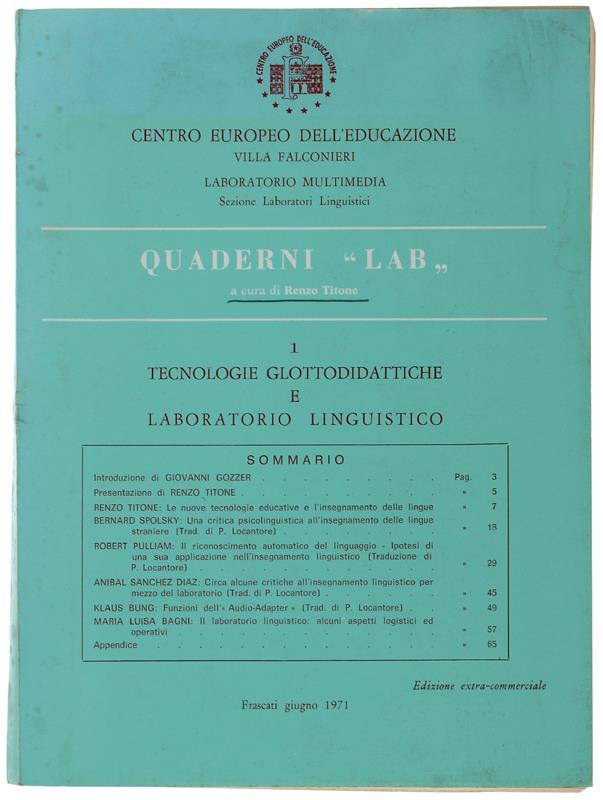 CENTRO EUROPEO DELL'EDUCAZIONE
CENTRO EUROPEO DELL'EDUCAZIONE
VILLA FALCONIERI
LABORATORIO MULTIMEDIA
Sezione Laboratori Linguistici
QUADERNI “LAB„
a cura di Renzo Titone
1
TECNOLOGIE GLOTTODIDATTICHE
E
LABORATORIO LINGUISTICO
SOMMARIO
Introduzione di GIOVANNI GOZZER . . . . . . . . . Pag. 3
Presentazione di RENZO TITONE . . . . . . . . . . » 5
RENZO TITONE: Le nuove tecnologie educative e l'insegnamento delle lingue » 7
BERNARD SPOLSKY: Una critica psicolinguistica all'insegnamento delle lingue
straniere (Trad. di P. Locantore) . . . . . . . . » 18
ROBERT PULLIAM: Il riconoscimento automatico del linguaggio - Ipotesi di
una sua applicazione nell'insegnamento linguistico (Traduzione di
P. Locantore) . . . . . . . . . . . » 29
ANIBAL SANCHEZ DIAZ: Circa alcune critiche all'insegnamento linguistico per
mezzo del laboratorio (Trad. di P. Locantore) . . . . . » 45
KLAUS BUNG: Funzioni dell'« Audio-Adapter » (Trad. di P. Locantore) . . » 49
MARIA LUISA BAGNI: Il laboratorio linguistico: alcuni aspetti logistici ed
operativi . . . . . . . . . . . . » 57
Appendice . . . . . . . . . . . . . » 65
Edizione extra-commerciale
Frascati giugno 1971